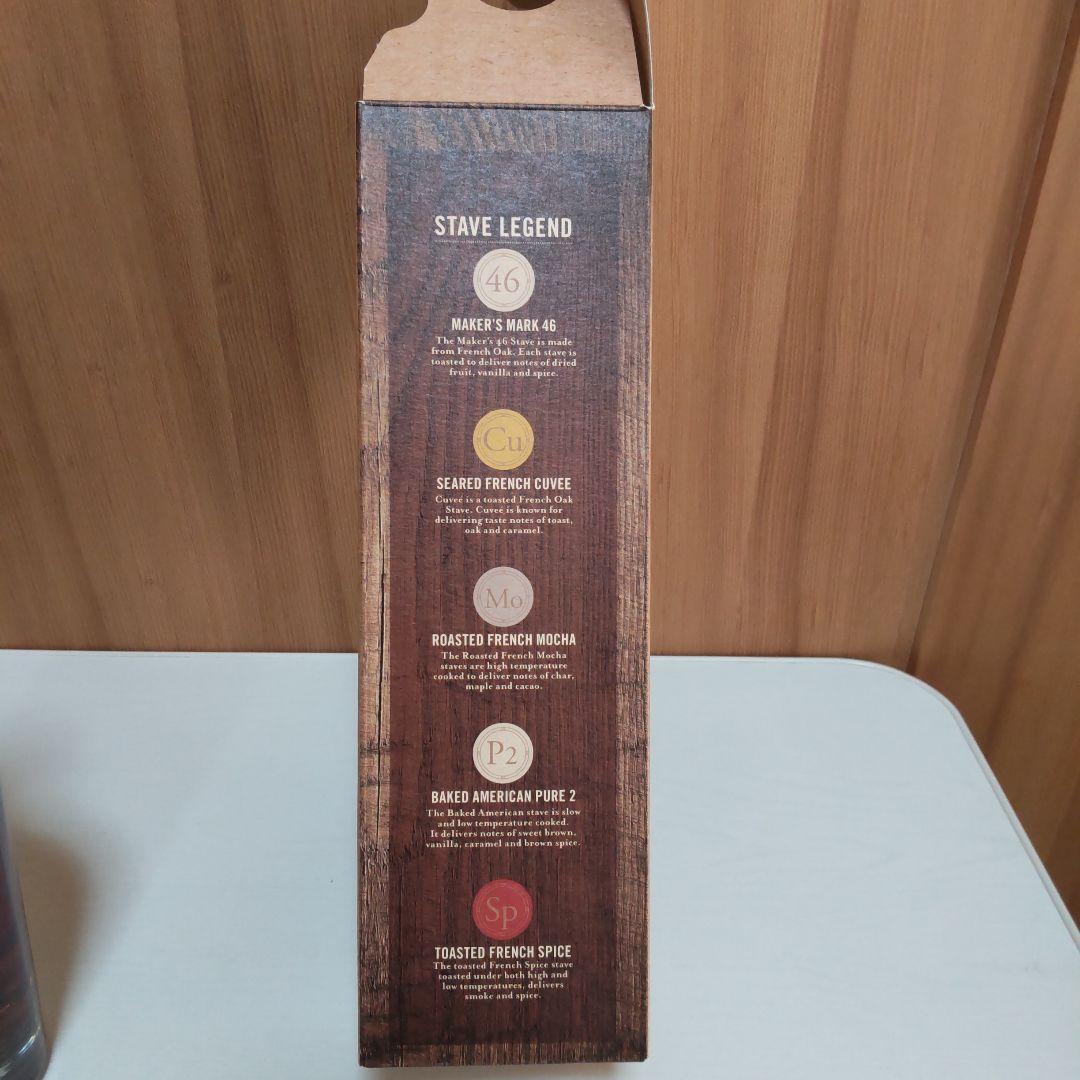 STAVE LEGEND
46
MAKER'S MARK 46
The Maker's 46 Stave is made
from French Oak. Each stave is
toasted to deliver notes of dried
fruit, vanilla and spice.
Cu
SEARED FRENCH CUVEE
Cuveé is a toasted French Oak
Stave. Cuveé is known for
delivering taste notes of toast,
oak and caramel.
Mo
ROASTED FRENCH MOCHA
The Roasted French Mocha
staves are high temperature
cooked to deliver notes of char,
maple and cacao.
P2
BAKED AMERICAN PURE 2
The Baked American stave is slow
and low temperature cooked.
It delivers notes of sweet brown,
vanilla, caramel and brown spice.
Sp
TOASTED FRENCH SPICE
The toasted French Spice stave
toasted under both high and
low temperatures, delivers
smoke and spice.